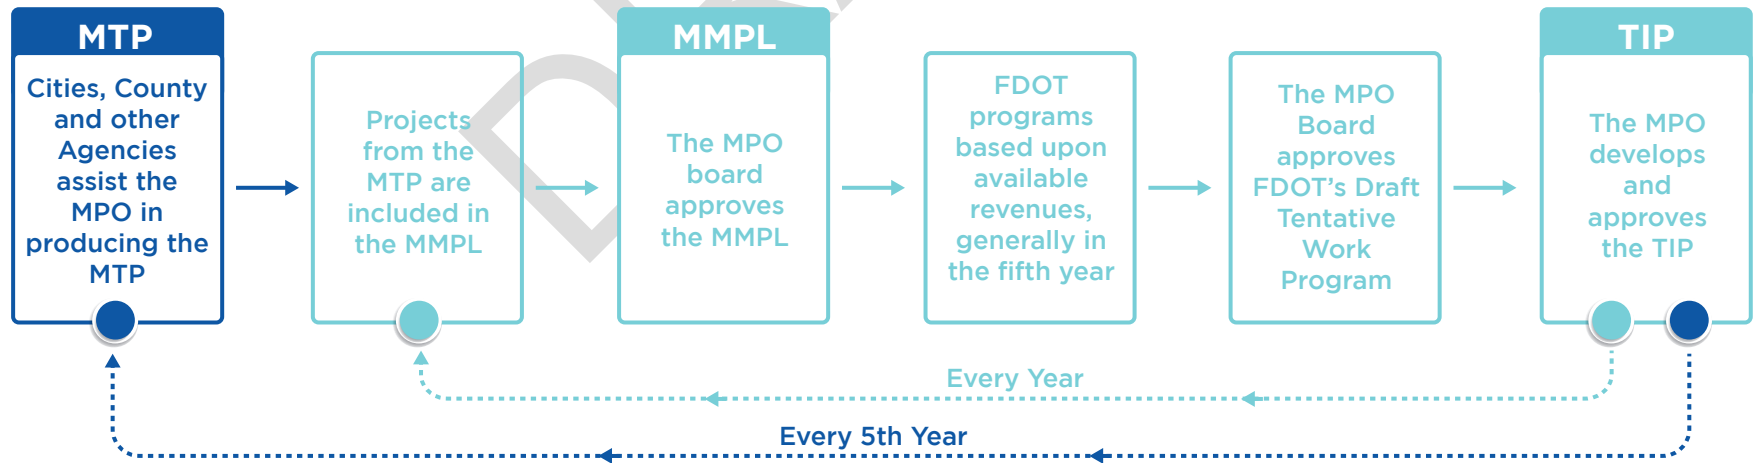 MTP
Cities, County
and other
Agencies
assist the
MPO in
producing the
MTP
Projects
from the
MTP are
included in
the MMPL
MMPL
The MPO
board
approves
the MMPL
FDOT
programs
based upon
available
revenues,
generally in
the fifth year
The MPO
Board
approves
FDOT’s Draft
Tentative
Work
Program
TIP
The MPO
develops
and
approves
the TIP
Every Year
Every 5th Year